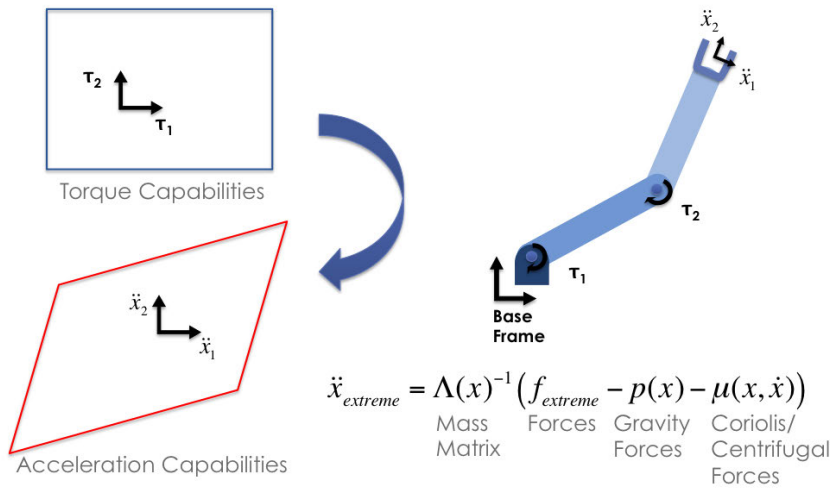 τ2
τ1
Torque Capabilities
ẍ2
ẍ1
Acceleration Capabilities
ẍ2
ẍ1
τ2
τ1
Base
Frame
ẍextreme = Λ(x)⁻¹(fextreme − p(x) − μ(x, ẋ))
Mass
Matrix
Forces
Gravity
Forces
Coriolis/
Centrifugal
Forces